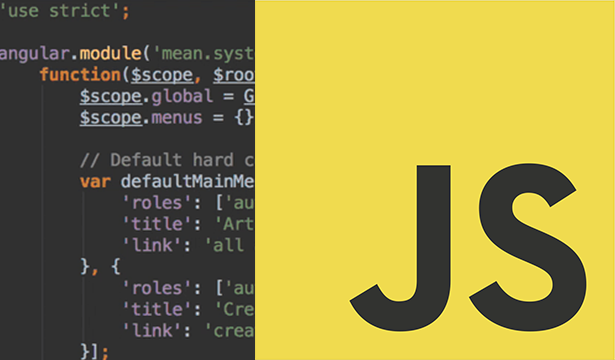 'use strict';
angular.module('mean.syst
function($scope, $roo
$scope.global = G
$scope.menus = {}
// Default hard c
var defaultMainMe
'roles': ['au
'title': 'Art
'link': 'all
}, {
'roles': ['au
'title': 'Cre
'link': 'crea
}];
JS